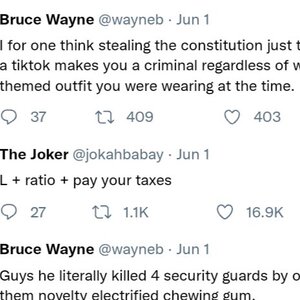 Bruce Wayne @wayneb · Jun 1
I for one think stealing the constitution just t
a tiktok makes you a criminal regardless of w
themed outfit you were wearing at the time.
37 409 403
The Joker @jokahbabay · Jun 1
L + ratio + pay your taxes
27 1.1K 16.9K
Bruce Wayne @wayneb · Jun 1
Guys he literally killed 4 security guards by o
them novelty electrified chewing gum.